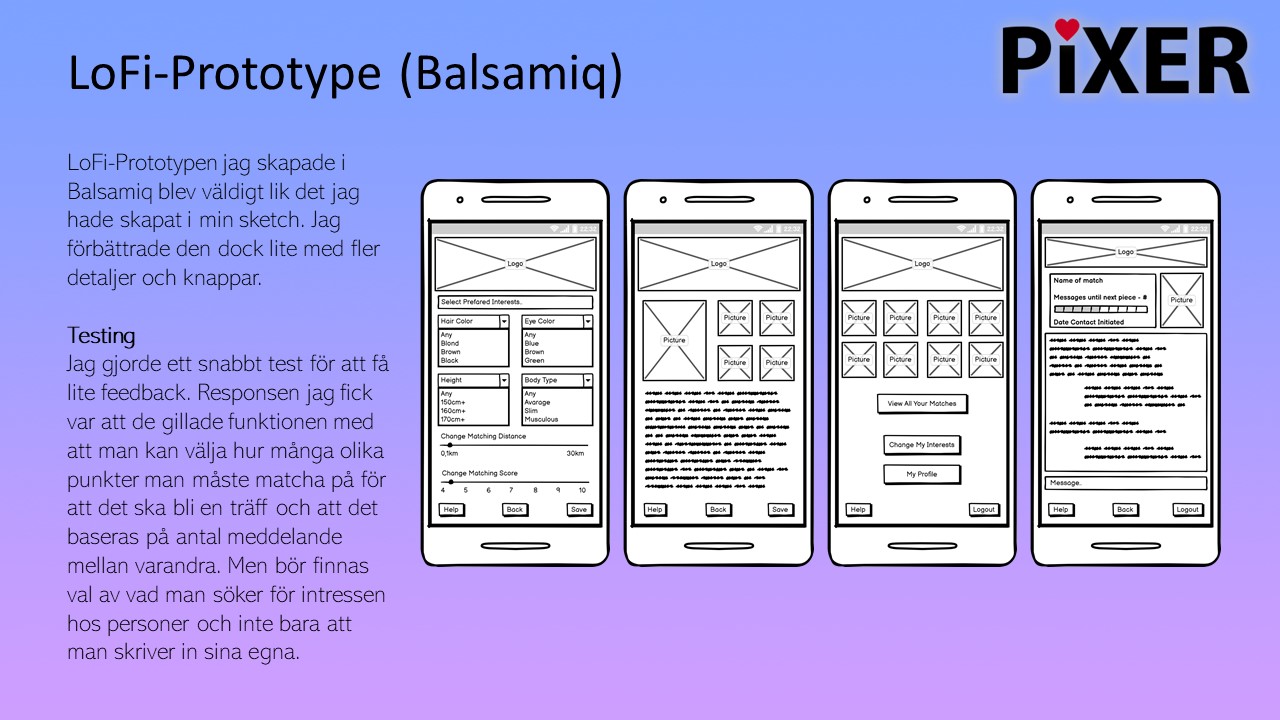 LoFi-Prototype (Balsamiq)
PiXER
LoFi-Prototypen jag skapade i
Balsamiq blev väldigt lik det jag
hade skapat i min sketch. Jag
förbättrade den dock lite med fler
detaljer och knappar.
Testing
Jag gjorde ett snabbt test för att få
lite feedback. Responsen jag fick
var att de gillade funktionen med
att man kan välja hur många olika
punkter man måste matcha på för
att det ska bli en träff och att det
baseras på antal meddelande
mellan varandra. Men bör finnas
val av vad man söker för intressen
hos personer och inte bara att
man skriver in sina egna.
22:32
Logo
Select Prefared Interests.
Hair Color Eye Color
Any Any
Blond Blue
Brown Brown
Black Green
Height Body Type
Any Any
150cm+ Avarage
160cm+ Slim
170cm+ Musculous
Change Matching Distance
0,1km 30km
Change Matching Score
4 5 6 7 8 9 10
Help Back Save
22:32
Logo
Picture Picture Picture
Picture Picture
Help Back Save
22:32
Logo
Picture Picture Picture Picture
Picture Picture Picture Picture
View All Your Matches
Change My Interests
My Profile
Help Logout
22:32
Logo
Name of match
Messages until next piece - #
Picture
Date Contact Initiated
Message.
Help Back Logout